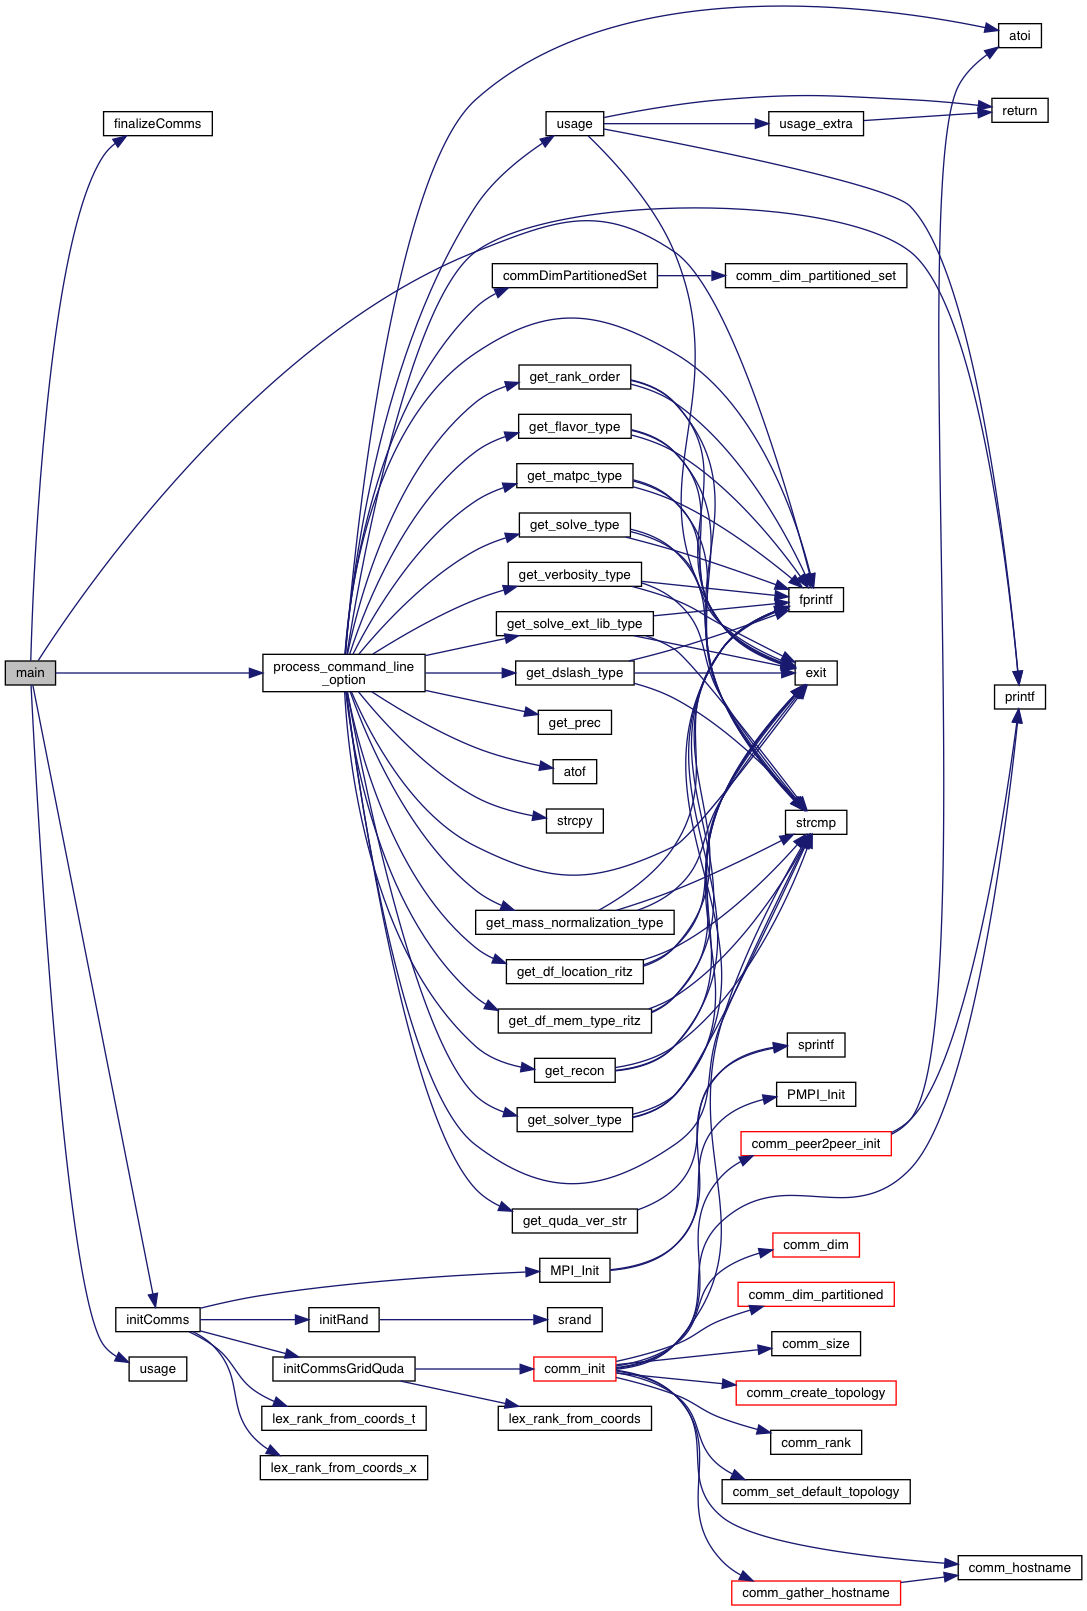 atoi
return
finalizeComms
usage
usage_extra
commDimPartitionedSet
comm_dim_partitioned_set
get_rank_order
get_flavor_type
get_matpc_type
get_solve_type
get_verbosity_type
fprintf
get_solve_ext_lib_type
main
process_command_line
_option
get_dslash_type
exit
printf
get_prec
atof
strcpy
strcmp
get_mass_normalization_type
get_df_location_ritz
get_df_mem_type_ritz
sprintf
get_recon
PMPI_Init
get_solver_type
comm_peer2peer_init
get_quda_ver_str
comm_dim
MPI_Init
comm_dim_partitioned
initComms
initRand
srand
comm_size
usage
initCommsGridQuda
comm_init
comm_create_topology
lex_rank_from_coords_t
lex_rank_from_coords
comm_rank
lex_rank_from_coords_x
comm_set_default_topology
comm_hostname
comm_gather_hostname